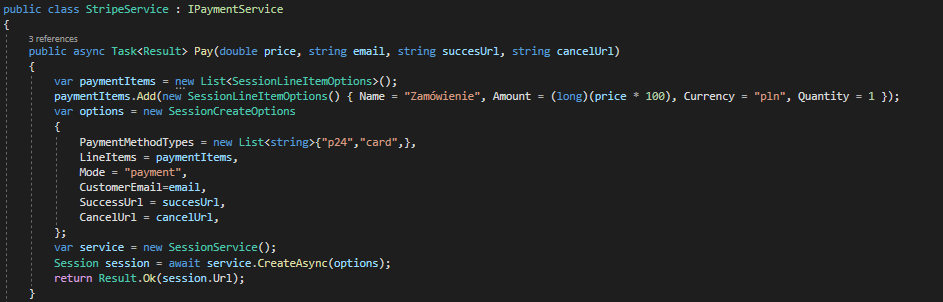 public class StripeService : IPaymentService
{
3 references
public async Task<Result> Pay(double price, string email, string succesUrl, string cancelUrl)
{
var paymentItems = new List<SessionLineItemOptions>();
paymentItems.Add(new SessionLineItemOptions() { Name = "Zamówienie", Amount = (long)(price * 100), Currency = "pln", Quantity = 1 });
var options = new SessionCreateOptions
{
PaymentMethodTypes = new List<string>{"p24","card",},
LineItems = paymentItems,
Mode = "payment",
CustomerEmail=email,
SuccessUrl = succesUrl,
CancelUrl = cancelUrl,
};
var service = new SessionService();
Session session = await service.CreateAsync(options);
return Result.Ok(session.Url);
}